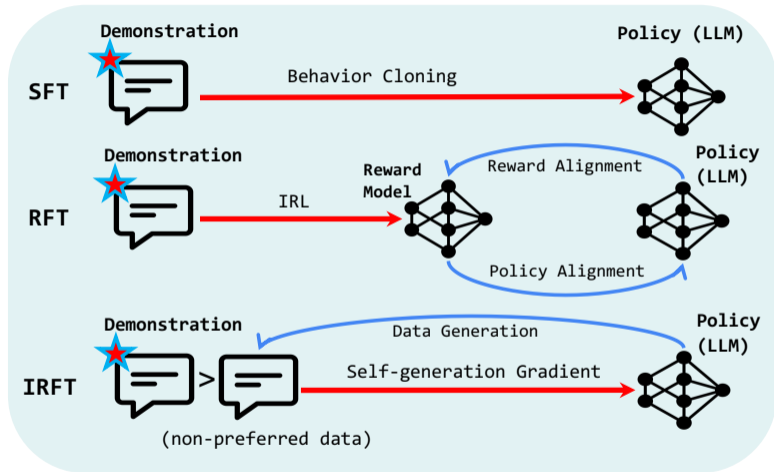 Demonstration
Policy (LLM)
SFT
Behavior Cloning
Demonstration
Reward
Model
Reward Alignment
Policy
(LLM)
RFT
IRL
Policy Alignment
Demonstration
Data Generation
Policy
(LLM)
IRFT
>
Self-generation Gradient
(non-preferred data)